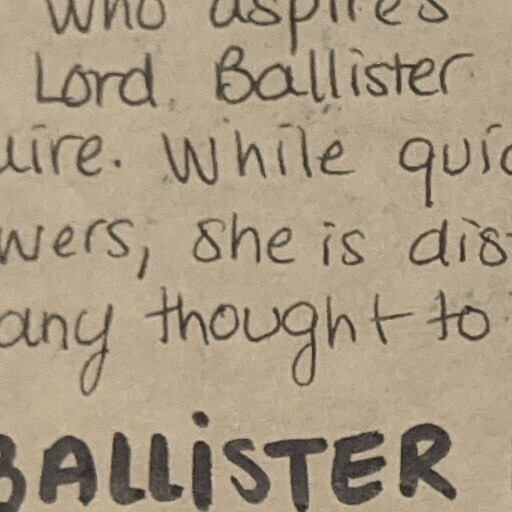 who aspires
Lord Ballister
uire. While quic
wers, she is dis
any thought to
BALLiSTER